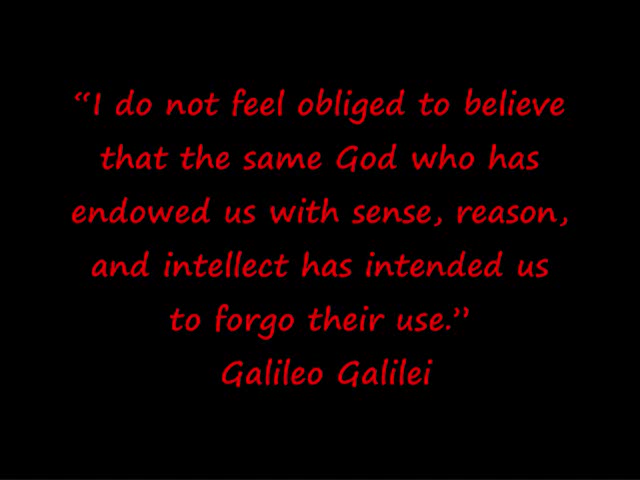 “I do not feel obliged to believe
that the same God who has
endowed us with sense, reason,
and intellect has intended us
to forgo their use.”
Galileo Galilei